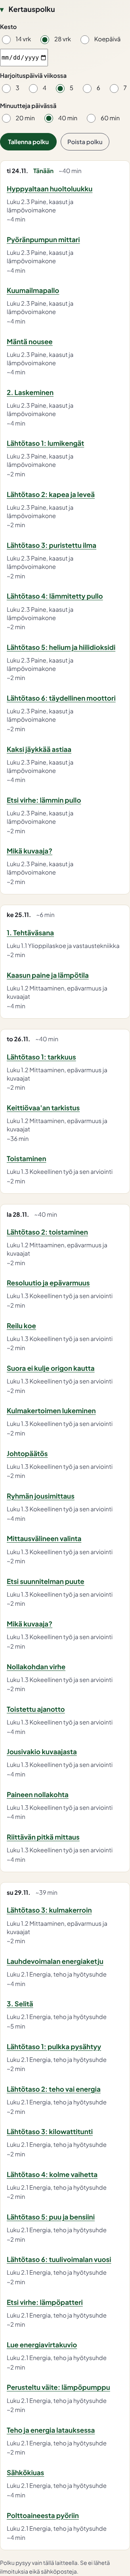 ▼ Kertauspolku
Kesto
14 vrk 28 vrk Koepäivä
mm/dd/yyyy
Harjoituspäiviä viikossa
3 4 5 6 7
Minuutteja päivässä
20 min 40 min 60 min
Tallenna polku Poista polku
ti 24.11. Tänään ~40 min
Hyppyaltaan huoltoluukku
Luku 2.3 Paine, kaasut ja
lämpövoimakone
~4 min
Pyöränpumpun mittari
Luku 2.3 Paine, kaasut ja
lämpövoimakone
~4 min
Kuumailmapallo
Luku 2.3 Paine, kaasut ja
lämpövoimakone
~4 min
Mäntä nousee
Luku 2.3 Paine, kaasut ja
lämpövoimakone
~4 min
2. Laskeminen
Luku 2.3 Paine, kaasut ja
lämpövoimakone
~4 min
Lähtötaso 1: lumikengät
Luku 2.3 Paine, kaasut ja
lämpövoimakone
~2 min
Lähtötaso 2: kapea ja leveä
Luku 2.3 Paine, kaasut ja
lämpövoimakone
~2 min
Lähtötaso 3: puristettu ilma
Luku 2.3 Paine, kaasut ja
lämpövoimakone
~2 min
Lähtötaso 4: lämmitetty pullo
Luku 2.3 Paine, kaasut ja
lämpövoimakone
~2 min
Lähtötaso 5: helium ja hiilidioksidi
Luku 2.3 Paine, kaasut ja
lämpövoimakone
~2 min
Lähtötaso 6: täydellinen moottori
Luku 2.3 Paine, kaasut ja
lämpövoimakone
~2 min
Kaksi jäykkää astiaa
Luku 2.3 Paine, kaasut ja
lämpövoimakone
~2 min
Etsi virhe: lämmin pullo
Luku 2.3 Paine, kaasut ja
lämpövoimakone
~2 min
Mikä kuvaaja?
Luku 2.3 Paine, kaasut ja
lämpövoimakone
~2 min
ke 25.11. ~6 min
1. Tehtäväsana
Luku 1.1 Ylioppilaskoe ja vastaustekniikka
~2 min
Kaasun paine ja lämpötila
Luku 1.2 Mittaaminen, epävarmuus ja
kuvaajat
~4 min
to 26.11. ~40 min
Lähtötaso 1: tarkkuus
Luku 1.2 Mittaaminen, epävarmuus ja
kuvaajat
~2 min
Keittiövaa'an tarkistus
Luku 1.2 Mittaaminen, epävarmuus ja
kuvaajat
~36 min
Toistaminen
Luku 1.3 Kokeellinen työ ja sen arviointi
~2 min
la 28.11. ~40 min
Lähtötaso 2: toistaminen
Luku 1.2 Mittaaminen, epävarmuus ja
kuvaajat
~2 min
Resoluutio ja epävarmuus
Luku 1.3 Kokeellinen työ ja sen arviointi
~2 min
Reilu koe
Luku 1.3 Kokeellinen työ ja sen arviointi
~2 min
Suora ei kulje origon kautta
Luku 1.3 Kokeellinen työ ja sen arviointi
~2 min
Kulmakertoimen lukeminen
Luku 1.3 Kokeellinen työ ja sen arviointi
~2 min
Johtopäätös
Luku 1.3 Kokeellinen työ ja sen arviointi
~2 min
Ryhmän jousimittaus
Luku 1.3 Kokeellinen työ ja sen arviointi
~4 min
Mittausvälineen valinta
Luku 1.3 Kokeellinen työ ja sen arviointi
~2 min
Etsi suunnitelman puute
Luku 1.3 Kokeellinen työ ja sen arviointi
~2 min
Mikä kuvaaja?
Luku 1.3 Kokeellinen työ ja sen arviointi
~2 min
Nollakohdan virhe
Luku 1.3 Kokeellinen työ ja sen arviointi
~2 min
Toistettu ajanotto
Luku 1.3 Kokeellinen työ ja sen arviointi
~4 min
Jousivakio kuvaajasta
Luku 1.3 Kokeellinen työ ja sen arviointi
~4 min
Paineen nollakohta
Luku 1.3 Kokeellinen työ ja sen arviointi
~4 min
Riittävän pitkä mittaus
Luku 1.3 Kokeellinen työ ja sen arviointi
~4 min
su 29.11. ~39 min
Lähtötaso 3: kulmakerroin
Luku 1.2 Mittaaminen, epävarmuus ja
kuvaajat
~2 min
Lauhdevoimalan energiaketju
Luku 2.1 Energia, teho ja hyötysuhde
~4 min
3. Selitä
Luku 2.1 Energia, teho ja hyötysuhde
~5 min
Lähtötaso 1: pulkka pysähtyy
Luku 2.1 Energia, teho ja hyötysuhde
~2 min
Lähtötaso 2: teho vai energia
Luku 2.1 Energia, teho ja hyötysuhde
~2 min
Lähtötaso 3: kilowattitunti
Luku 2.1 Energia, teho ja hyötysuhde
~2 min
Lähtötaso 4: kolme vaihetta
Luku 2.1 Energia, teho ja hyötysuhde
~2 min
Lähtötaso 5: puu ja bensiini
Luku 2.1 Energia, teho ja hyötysuhde
~2 min
Lähtötaso 6: tuulivoimalan vuosi
Luku 2.1 Energia, teho ja hyötysuhde
~2 min
Etsi virhe: lämpöpatteri
Luku 2.1 Energia, teho ja hyötysuhde
~2 min
Lue energiavirtakuvio
Luku 2.1 Energia, teho ja hyötysuhde
~2 min
Perusteltu väite: lämpöpumppu
Luku 2.1 Energia, teho ja hyötysuhde
~2 min
Teho ja energia latauksessa
Luku 2.1 Energia, teho ja hyötysuhde
~2 min
Sähkökiuas
Luku 2.1 Energia, teho ja hyötysuhde
~4 min
Polttoaineesta pyöriin
Luku 2.1 Energia, teho ja hyötysuhde
~4 min
Polku pysyy vain tällä laitteella. Se ei lähetä
ilmoituksia eikä sähköposteja.